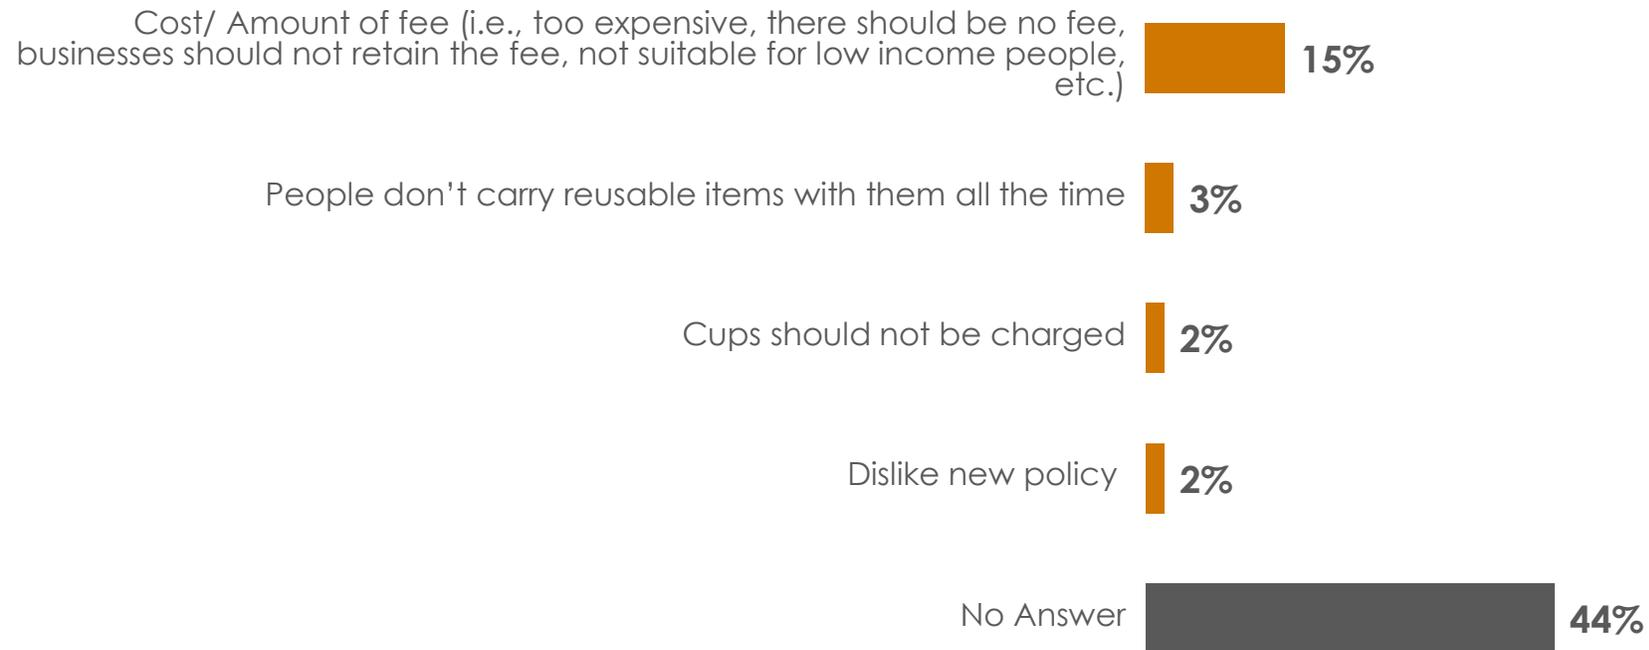 Cost/ Amount of fee (i.e., too expensive, there should be no fee,
businesses should not retain the fee, not suitable for low income people,
etc.)
15%
People don’t carry reusable items with them all the time
3%
Cups should not be charged
2%
Dislike new policy
2%
No Answer
44%